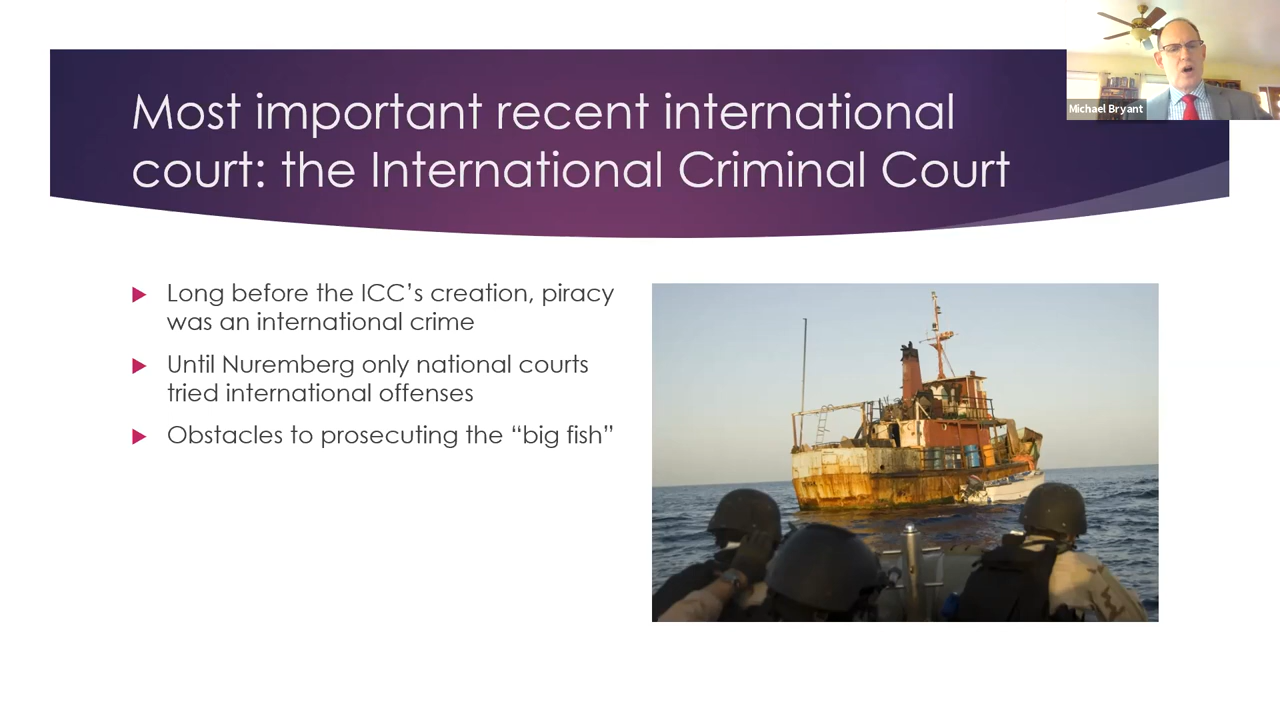 Most important recent international
court: the International Criminal Court
Michael Bryant
Long before the ICC’s creation, piracy
was an international crime
Until Nuremberg only national courts
tried international offenses
Obstacles to prosecuting the “big fish”